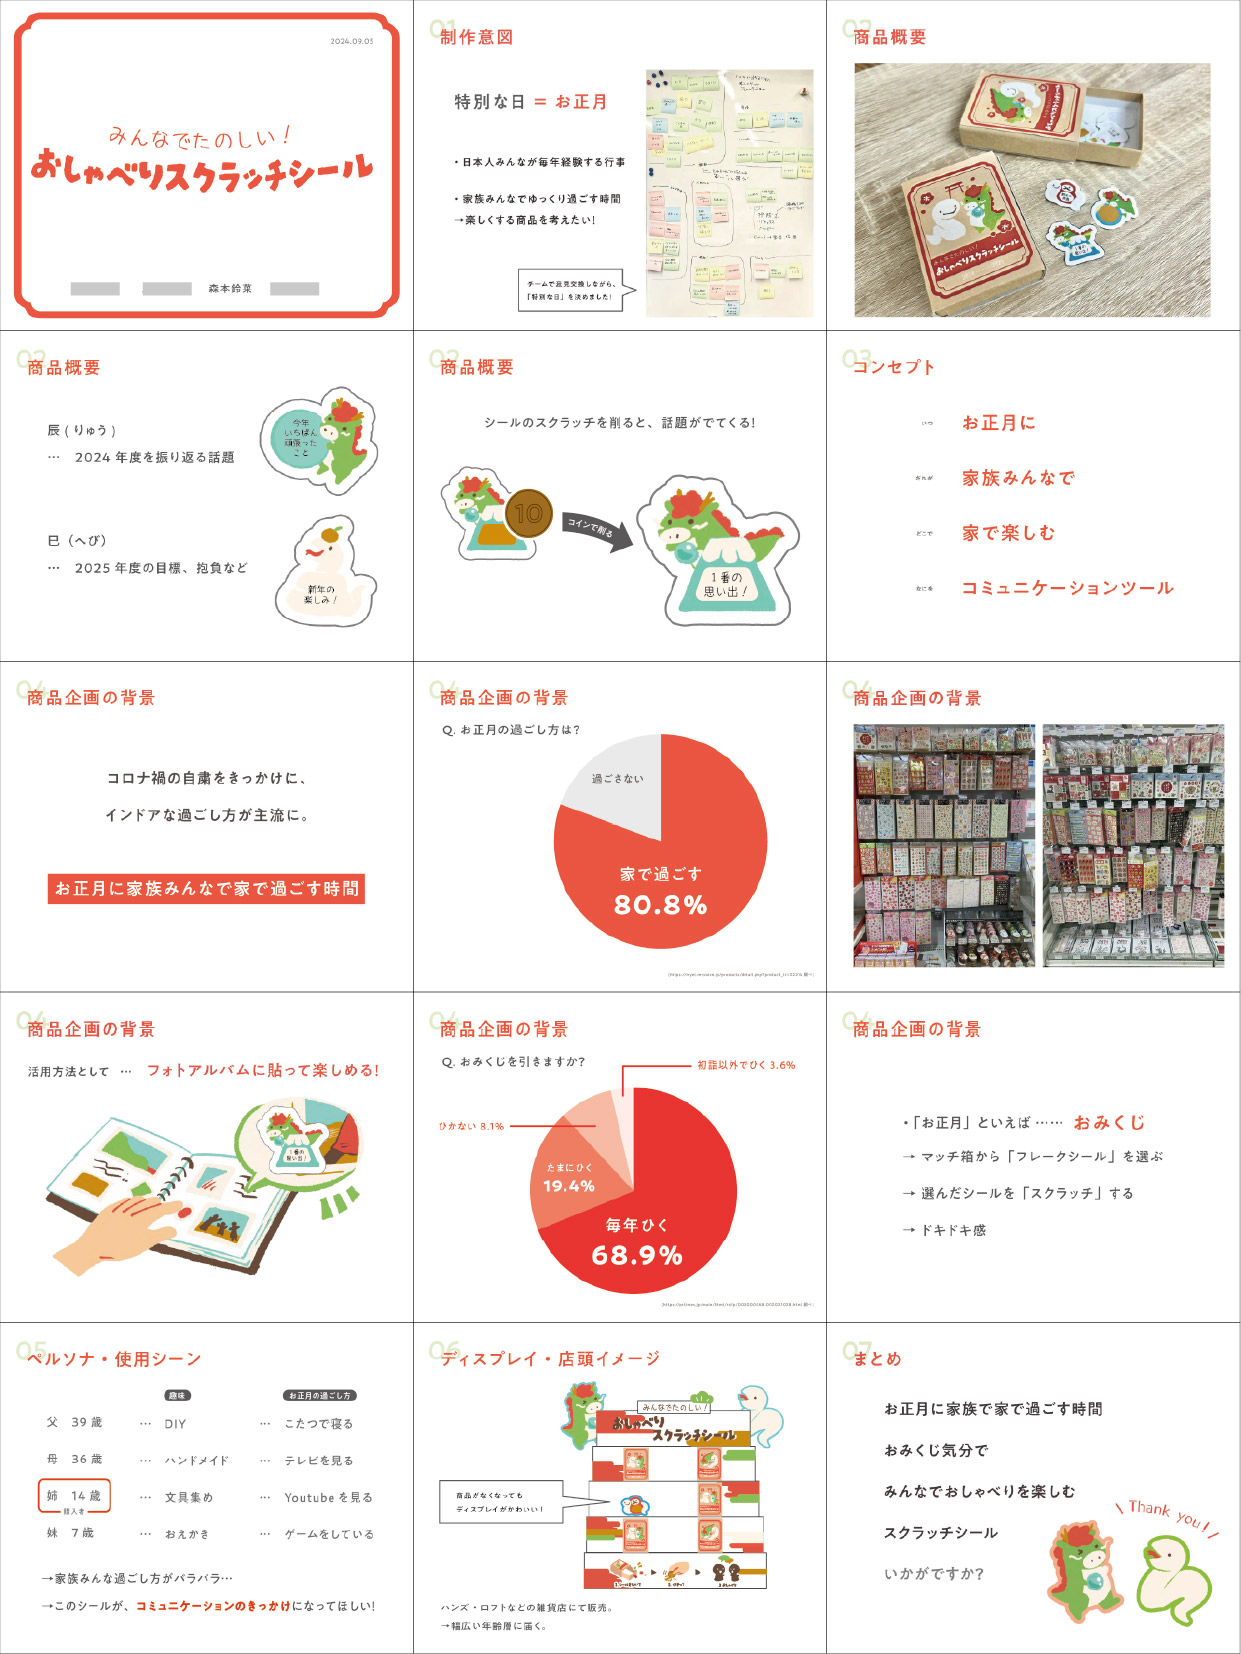 2024.09.05
みんなでたのしい！
おしゃべりスクラッチシール
森本鈴菜
01
制作意図
特別な日 = お正月
・日本人みんなが毎年経験する行事
・家族みんなでゆっくり過ごす時間
→楽しくする商品を考えたい!
チームで意見交換しながら、
「特別な日」を決めました!
02
商品概要
みんなでたのしい！
おしゃべりスクラッチシール
02
商品概要
辰 ( りゅう )
… 2024 年度を振り返る話題
今年
いちばん
頑張った
こと
巳（へび）
… 2025 年度の目標、抱負など
新年の
楽しみ！
02
商品概要
シールのスクラッチを削ると、話題がでてくる!
10
コインで削る
1番の
思い出！
03
コンセプト
いつ お正月に
だれが 家族みんなで
どこで 家で楽しむ
なにを コミュニケーションツール
04
商品企画の背景
コロナ禍の自粛をきっかけに、
インドアな過ごし方が主流に。
お正月に家族みんなで家で過ごす時間
04
商品企画の背景
Q. お正月の過ごし方は?
過ごさない
家で過ごす
80.8%
04
商品企画の背景
04
商品企画の背景
活用方法として … フォトアルバムに貼って楽しめる!
1番の
思い出！
04
商品企画の背景
Q. おみくじを引きますか?
初詣以外でひく 3.6%
ひかない 8.1%
たまにひく
19.4%
毎年ひく
68.9%
04
商品企画の背景
・「お正月」といえば …… おみくじ
→ マッチ箱から「フレークシール」を選ぶ
→ 選んだシールを「スクラッチ」する
→ ドキドキ感
05
ペルソナ・使用シーン
趣味 お正月の過ごし方
父 39 歳 … DIY … こたつで寝る
母 36 歳 … ハンドメイド … テレビを見る
姉 14 歳 … 文具集め … Youtube を見る
購入者
妹 7 歳 … おえかき … ゲームをしている
→家族みんな過ごし方がバラバラ…
→このシールが、コミュニケーションのきっかけになってほしい!
06
ディスプレイ・店頭イメージ
みんなでたのしい！
おしゃべり
スクラッチシール
商品がなくなっても
ディスプレイがかわいい！
ハンズ・ロフトなどの雑貨店にて販売。
→幅広い年齢層に届く。
07
まとめ
お正月に家族で家で過ごす時間
おみくじ気分で
みんなでおしゃべりを楽しむ
スクラッチシール
いかがですか?
Thank you!